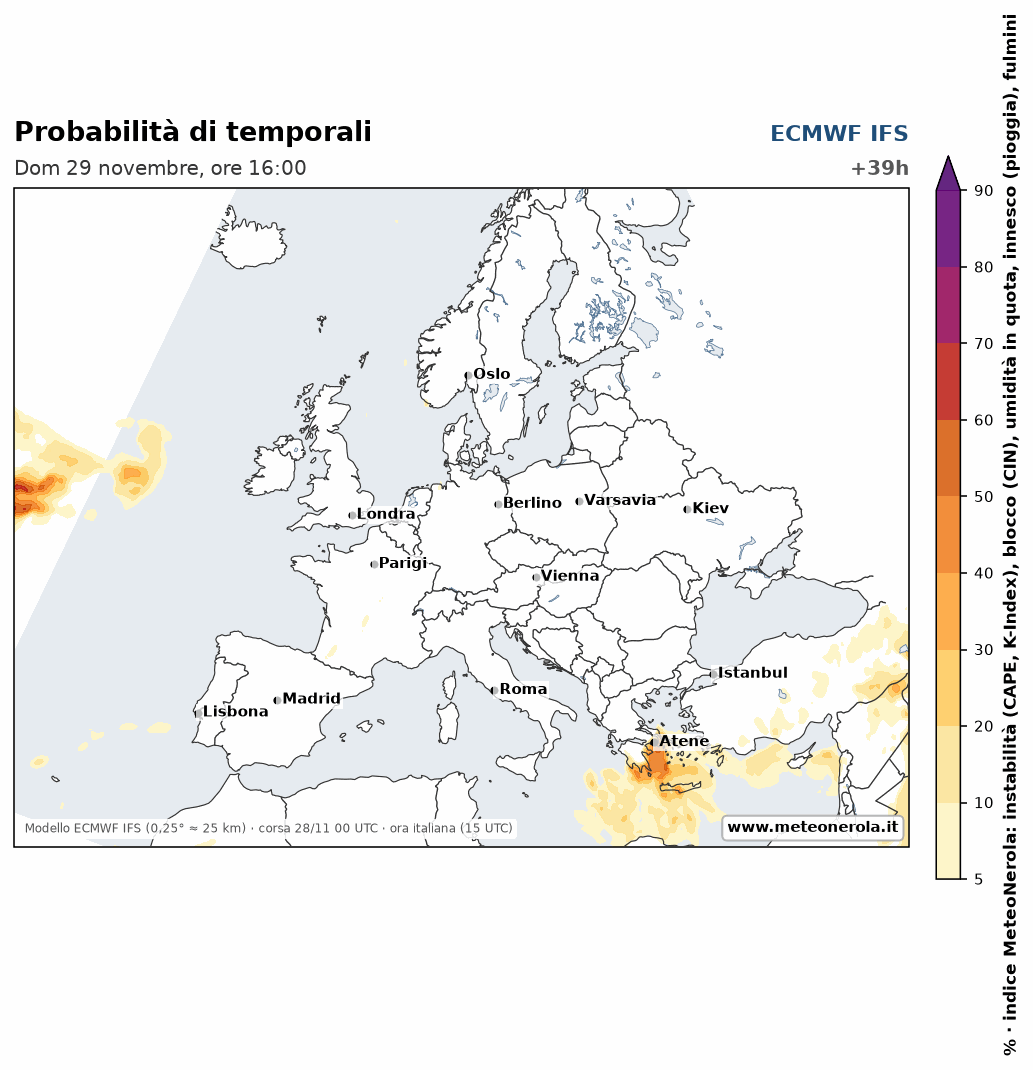 Probabilità di temporali
ECMWF IFS
Dom 29 novembre, ore 16:00
+39h
Oslo
Londra
Berlino
Varsavia
Kiev
Parigi
Vienna
Istanbul
Roma
Madrid
Lisbona
Atene
Modello ECMWF IFS (0,25° ≈ 25 km) · corsa 28/11 00 UTC · ora italiana (15 UTC)
www.meteonerola.it
90
80
70
60
50
40
30
20
10
5
% · indice MeteoNerola: instabilità (CAPE, K-Index), blocco (CIN), umidità in quota, innesco (pioggia), fulmini